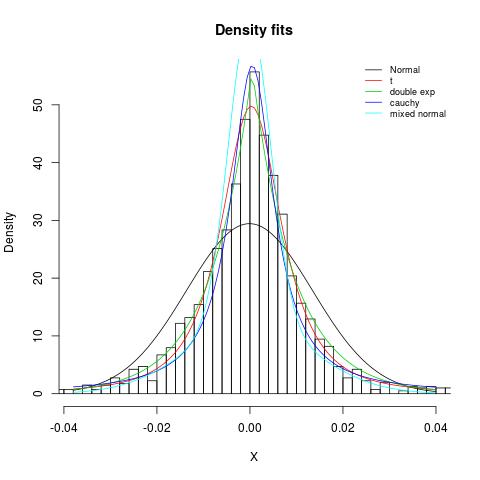 Density fits
Normal
t
double exp
cauchy
mixed normal
Density
50
40
30
20
10
0
-0.04
-0.02
0.00
0.02
0.04
X